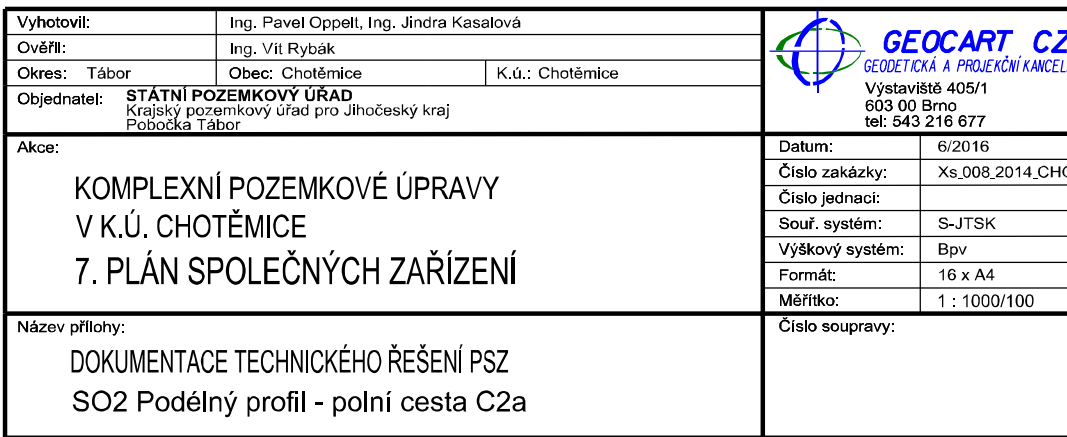 Vyhotovil: Ing. Pavel Oppelt, Ing. Jindra Kasalová
Ověřil: Ing. Vít Rybák
Okres: Tábor Obec: Chotěmice K.ú.: Chotěmice
Objednatel: STÁTNÍ POZEMKOVÝ ÚŘAD
Krajský pozemkový úřad pro Jihočeský kraj
Pobočka Tábor
GEOCART CZ
GEODETICKÁ A PROJEKČNÍ KANCEL
Výstaviště 405/1
603 00 Brno
tel: 543 216 677
Akce:
KOMPLEXNÍ POZEMKOVÉ ÚPRAVY
V K.Ú. CHOTĚMICE
7. PLÁN SPOLEČNÝCH ZAŘÍZENÍ
Datum: 6/2016
Číslo zakázky: Xs_008_2014_CHO
Číslo jednací:
Souř. systém: S-JTSK
Výškový systém: Bpv
Formát: 16 x A4
Měřítko: 1 : 1000/100
Název přílohy:
DOKUMENTACE TECHNICKÉHO ŘEŠENÍ PSZ
SO2 Podélný profil - polní cesta C2a
Číslo soupravy: